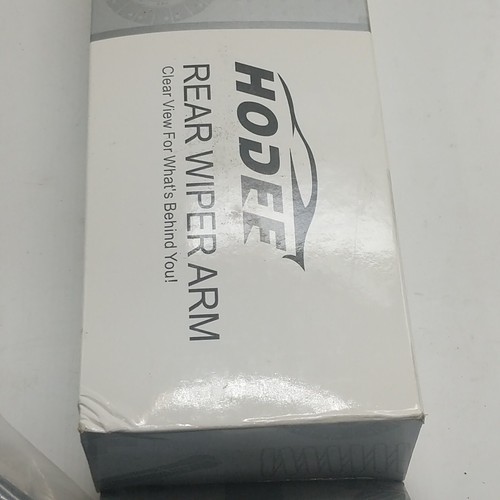 HODEE
REAR WIPER ARM
Clear View For What's Behind You!